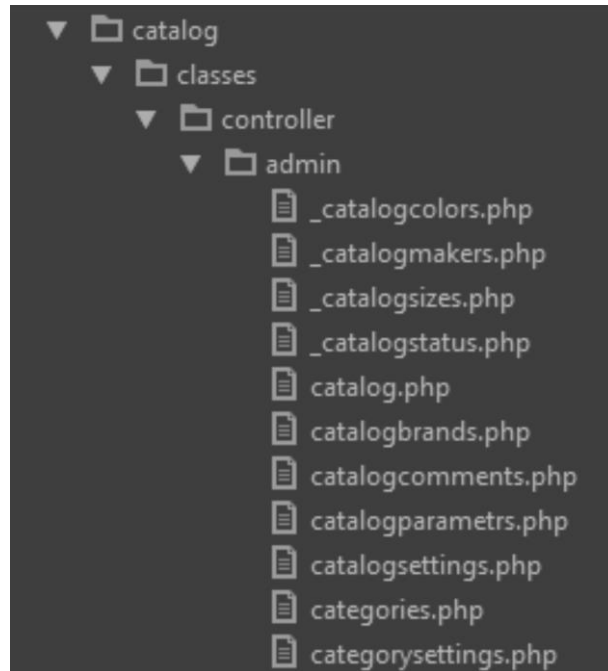 catalog
classes
controller
admin
_catalogcolors.php
_catalogmakers.php
_catalogsizes.php
_catalogstatus.php
catalog.php
catalogbrands.php
catalogcomments.php
catalogparametrs.php
catalogsettings.php
categories.php
categorysettings.php